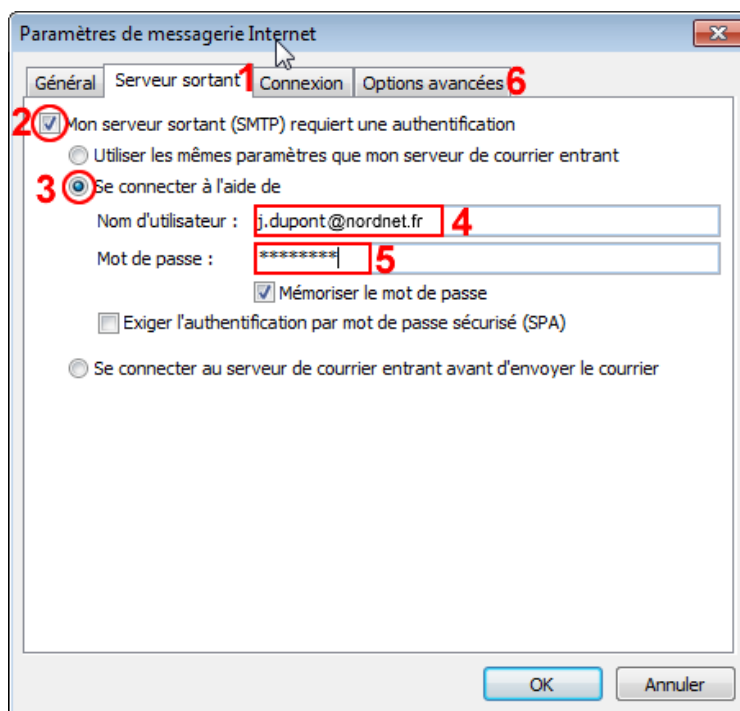 Paramètres de messagerie Internet
Général Serveur sortant 1 Connexion Options avancées 6
2 Mon serveur sortant (SMTP) requiert une authentification
Utiliser les mêmes paramètres que mon serveur de courrier entrant
3 Se connecter à l'aide de
Nom d'utilisateur : j.dupont@nordnet.fr 4
Mot de passe : ******** 5
Mémoriser le mot de passe
Exiger l'authentification par mot de passe sécurisé (SPA)
Se connecter au serveur de courrier entrant avant d'envoyer le courrier
OK Annuler